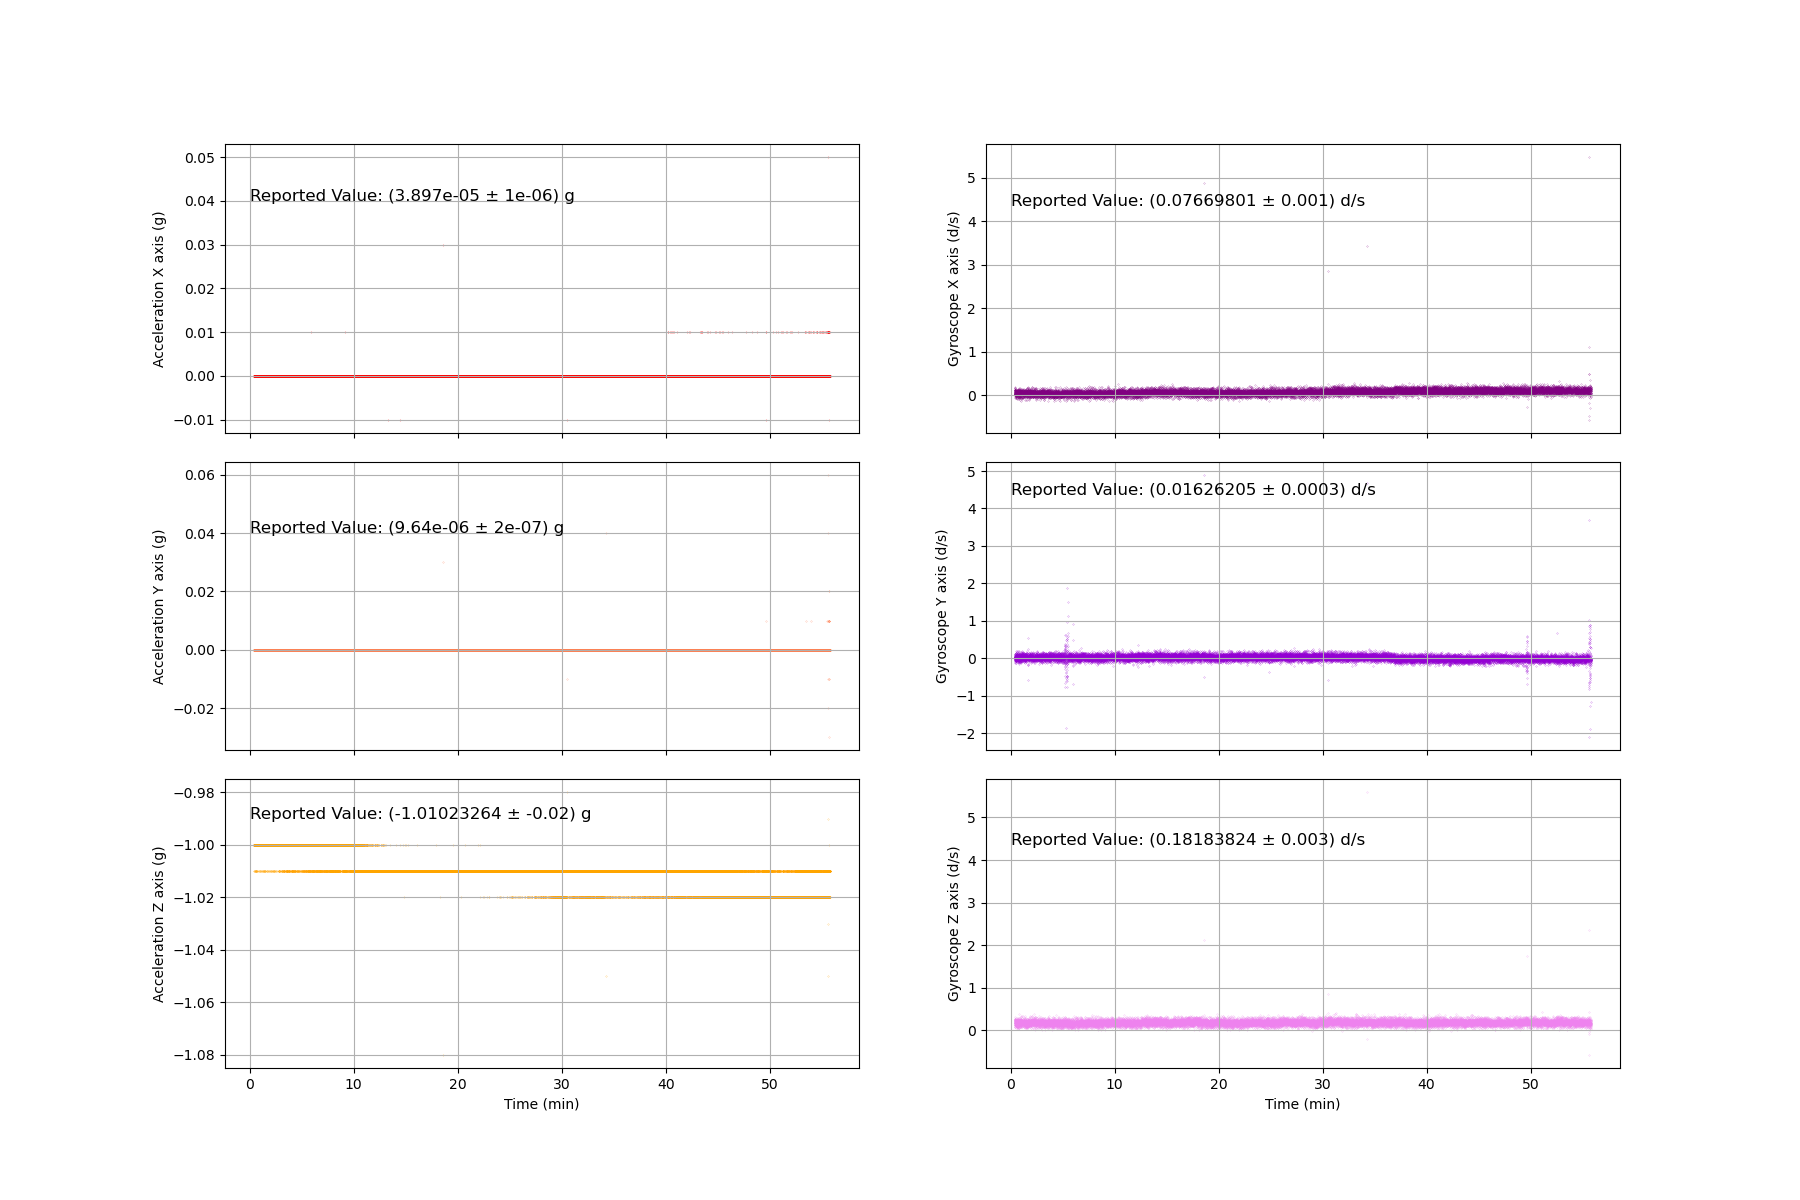 0.05
0.04
0.03
0.02
0.01
0.00
−0.01
Acceleration X axis (g)
Reported Value: (3.897e-05 ± 1e-06) g
5
4
3
2
1
0
Gyroscope X axis (d/s)
Reported Value: (0.07669801 ± 0.001) d/s
0.06
0.04
0.02
0.00
−0.02
Acceleration Y axis (g)
Reported Value: (9.64e-06 ± 2e-07) g
5
4
3
2
1
0
−1
−2
Gyroscope Y axis (d/s)
Reported Value: (0.01626205 ± 0.0003) d/s
−0.98
−1.00
−1.02
−1.04
−1.06
−1.08
Acceleration Z axis (g)
Reported Value: (-1.01023264 ± -0.02) g
0 10 20 30 40 50
Time (min)
5
4
3
2
1
0
Gyroscope Z axis (d/s)
Reported Value: (0.18183824 ± 0.003) d/s
0 10 20 30 40 50
Time (min)